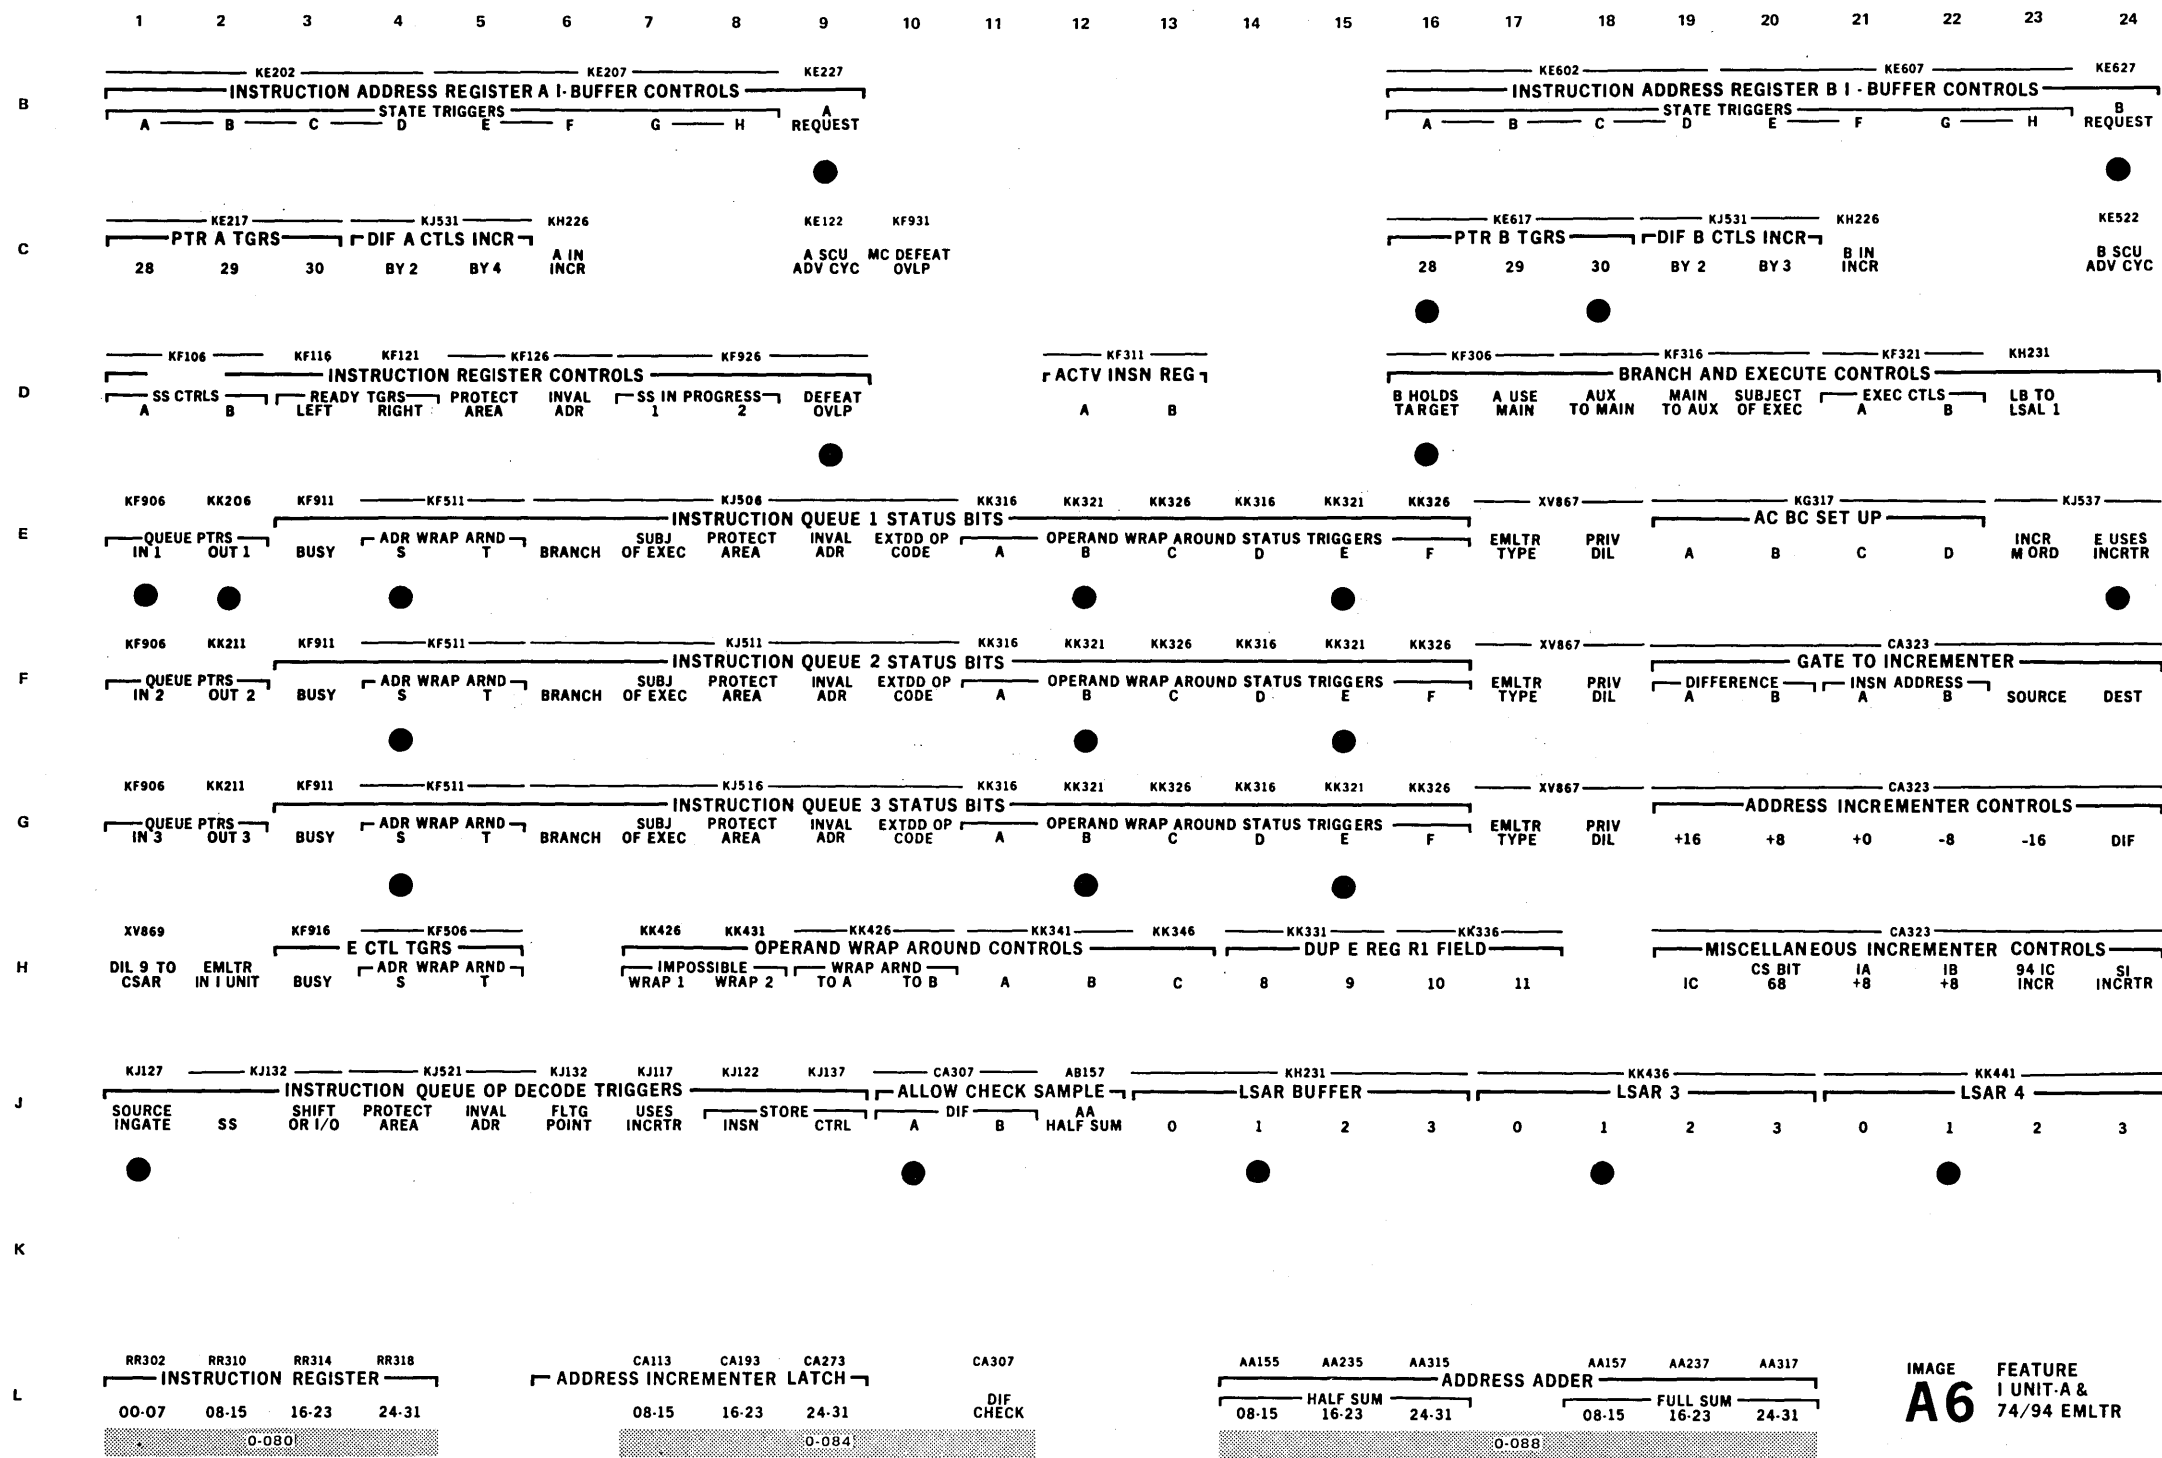 1 2 3 4 5 6 7 8 9 10 11 12 13 14 15 16 17 18 19 20 21 22 23 24
B
KE202 KE207 KE227 KE602 KE607 KE627
INSTRUCTION ADDRESS REGISTER A I-BUFFER CONTROLS INSTRUCTION ADDRESS REGISTER B I-BUFFER CONTROLS
STATE TRIGGERS A STATE TRIGGERS B
A B C D E F G H REQUEST A B C D E F G H REQUEST
C
KE217 KJ531 KH226 KE122 KF931 KE617 KJ531 KH226 KE522
PTR A TGRS DIF A CTLS INCR PTR B TGRS DIF B CTLS INCR
A IN A SCU MC DEFEAT B IN B SCU
28 29 30 BY 2 BY 4 INCR ADV CYC OVLP 28 29 30 BY 2 BY 3 INCR ADV CYC
D
KF106 KF116 KF121 KF126 KF926 KF311 KF306 KF316 KF321 KH231
INSTRUCTION REGISTER CONTROLS ACTV INSN REG BRANCH AND EXECUTE CONTROLS
SS CTRLS READY TGRS PROTECT INVAL SS IN PROGRESS DEFEAT B HOLDS A USE AUX MAIN SUBJECT EXEC CTLS LB TO
A B LEFT RIGHT AREA ADR 1 2 OVLP A B TARGET MAIN TO MAIN TO AUX OF EXEC A B LSAL 1
E
KF906 KK206 KF911 KF511 KJ506 KK316 KK321 KK326 KK316 KK321 KK326 XV867 KG317 KJ537
INSTRUCTION QUEUE 1 STATUS BITS AC BC SET UP
QUEUE PTRS ADR WRAP ARND SUBJ PROTECT INVAL EXTDD OP OPERAND WRAP AROUND STATUS TRIGGERS EMLTR PRIV INCR E USES
IN 1 OUT 1 BUSY S T BRANCH OF EXEC AREA ADR CODE A B C D E F TYPE DIL A B C D M ORD INCRTR
F
KF906 KK211 KF911 KF511 KJ511 KK316 KK321 KK326 KK316 KK321 KK326 XV867 CA323
INSTRUCTION QUEUE 2 STATUS BITS GATE TO INCREMENTER
QUEUE PTRS ADR WRAP ARND SUBJ PROTECT INVAL EXTDD OP OPERAND WRAP AROUND STATUS TRIGGERS EMLTR PRIV DIFFERENCE INSN ADDRESS
IN 2 OUT 2 BUSY S T BRANCH OF EXEC AREA ADR CODE A B C D E F TYPE DIL A B A B SOURCE DEST
G
KF906 KK211 KF911 KF511 KJ516 KK316 KK321 KK326 KK316 KK321 KK326 XV867 CA323
INSTRUCTION QUEUE 3 STATUS BITS ADDRESS INCREMENTER CONTROLS
QUEUE PTRS ADR WRAP ARND SUBJ PROTECT INVAL EXTDD OP OPERAND WRAP AROUND STATUS TRIGGERS EMLTR PRIV
IN 3 OUT 3 BUSY S T BRANCH OF EXEC AREA ADR CODE A B C D E F TYPE DIL +16 +8 +0 -8 -16 DIF
H
XV869 KF916 KF506 KK426 KK431 KK426 KK341 KK346 KK331 KK336 CA323
E CTL TGRS OPERAND WRAP AROUND CONTROLS DUP E REG R1 FIELD MISCELLANEOUS INCREMENTER CONTROLS
DIL 9 TO EMLTR ADR WRAP ARND IMPOSSIBLE WRAP ARND CS BIT IA IB 94 IC SI
CSAR IN I UNIT BUSY S T WRAP 1 WRAP 2 TO A TO B A B C 8 9 10 11 IC 68 +8 +8 INCR INCRTR
J
KJ127 KJ132 KJ521 KJ132 KJ117 KJ122 KJ137 CA307 AB157 KH231 KK436 KK441
INSTRUCTION QUEUE OP DECODE TRIGGERS ALLOW CHECK SAMPLE LSAR BUFFER LSAR 3 LSAR 4
SOURCE SHIFT PROTECT INVAL FLTG USES STORE DIF AA
INGATE SS OR I/O AREA ADR POINT INCRTR INSN CTRL A B HALF SUM 0 1 2 3 0 1 2 3 0 1 2 3
K
L
RR302 RR310 RR314 RR318 CA113 CA193 CA273 CA307 AA155 AA235 AA315 AA157 AA237 AA317
INSTRUCTION REGISTER ADDRESS INCREMENTER LATCH ADDRESS ADDER
DIF HALF SUM FULL SUM
00-07 08-15 16-23 24-31 08-15 16-23 24-31 CHECK 08-15 16-23 24-31 08-15 16-23 24-31
0-080 0-084 0-088
IMAGE
A6
FEATURE
I UNIT-A &
74/94 EMLTR